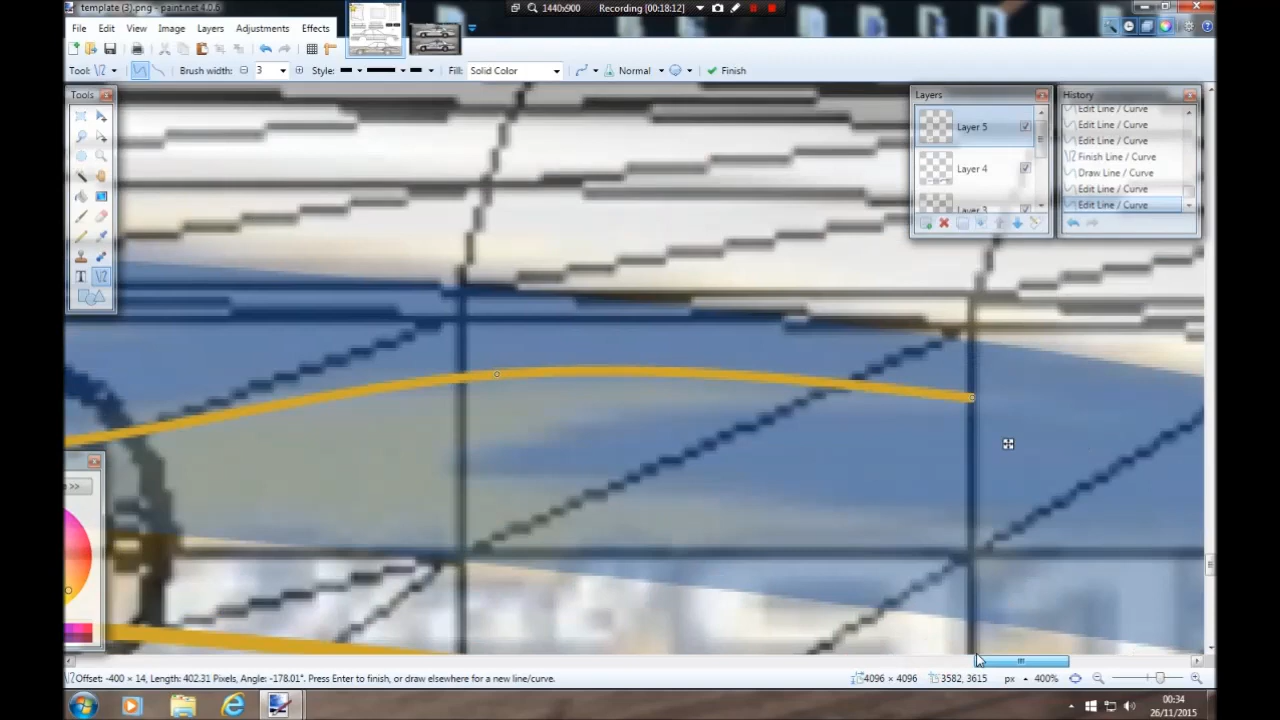 template (3).png - paint.net 4.0.6
1440x900 Recording [00:18:12]
File Edit View Image Layers Adjustments Effects
Tool: Brush width: 3 Style: Fill: Solid Color Normal Finish
Tools
Layers
Layer 5
Layer 4
Layer 3
History
Edit Line / Curve
Edit Line / Curve
Edit Line / Curve
Finish Line / Curve
Draw Line / Curve
Edit Line / Curve
Edit Line / Curve
>>
Offset: -400 × 14, Length: 402.31 Pixels, Angle: -178.01°. Press Enter to finish, or draw elsewhere for a new line/curve. 4096 × 4096 3582, 3615 px 400%
00:34
26/11/2015